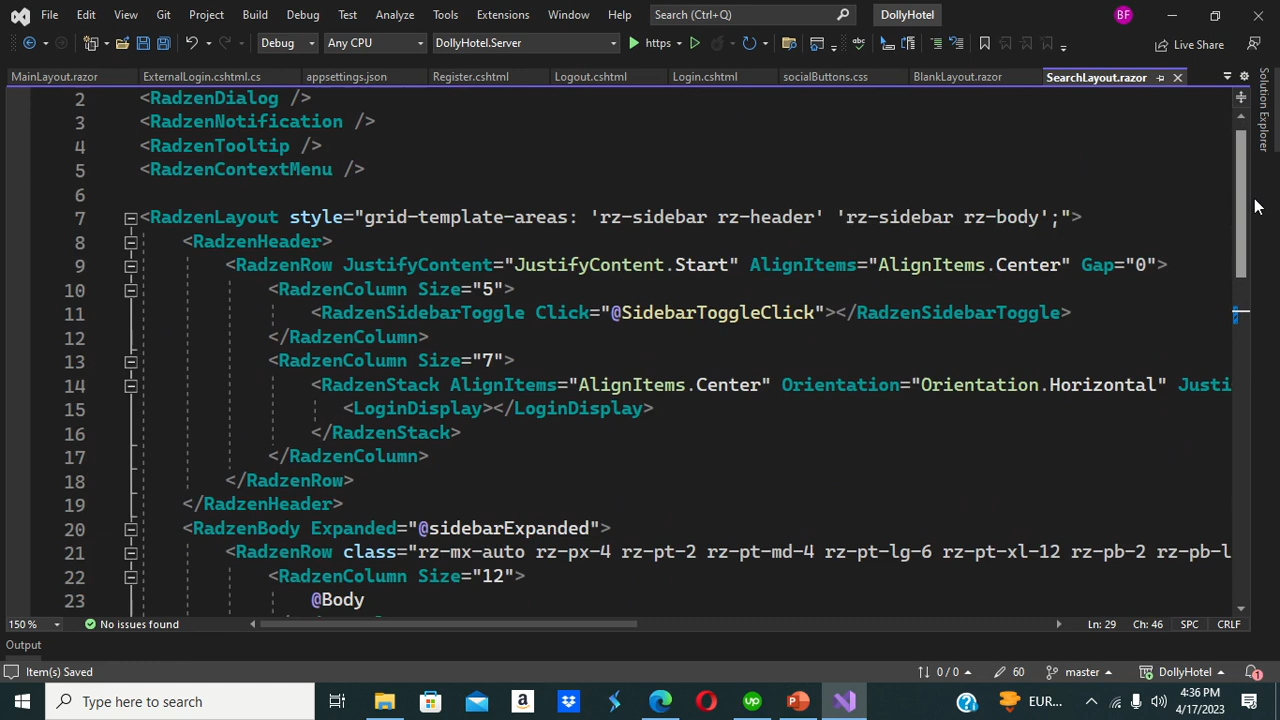 File Edit View Git Project Build Debug Test Analyze Tools Extensions Window Help Search (Ctrl+Q) DollyHotel BF
Debug Any CPU DollyHotel.Server https Live Share
MainLayout.razor ExternalLogin.cshtml.cs appsettings.json Register.cshtml Logout.cshtml Login.cshtml socialButtons.css BlankLayout.razor SearchLayout.razor
Solution Explorer
2 <RadzenDialog />
3 <RadzenNotification />
4 <RadzenTooltip />
5 <RadzenContextMenu />
6
7 <RadzenLayout style="grid-template-areas: 'rz-sidebar rz-header' 'rz-sidebar rz-body';">
8 <RadzenHeader>
9 <RadzenRow JustifyContent="JustifyContent.Start" AlignItems="AlignItems.Center" Gap="0">
10 <RadzenColumn Size="5">
11 <RadzenSidebarToggle Click="@SidebarToggleClick"></RadzenSidebarToggle>
12 </RadzenColumn>
13 <RadzenColumn Size="7">
14 <RadzenStack AlignItems="AlignItems.Center" Orientation="Orientation.Horizontal" Justi
15 <LoginDisplay></LoginDisplay>
16 </RadzenStack>
17 </RadzenColumn>
18 </RadzenRow>
19 </RadzenHeader>
20 <RadzenBody Expanded="@sidebarExpanded">
21 <RadzenRow class="rz-mx-auto rz-px-4 rz-pt-2 rz-pt-md-4 rz-pt-lg-6 rz-pt-xl-12 rz-pb-2 rz-pb-l
22 <RadzenColumn Size="12">
23 @Body
150 % No issues found Ln: 29 Ch: 46 SPC CRLF
Output
Item(s) Saved 0 / 0 60 master DollyHotel 1
Type here to search EUR... 4:36 PM
4/17/2023